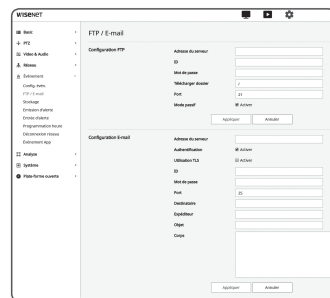 WISENET
Basic
PTZ
Vidéo & Audio
Réseau
Événement
Config. évén.
FTP / E-mail
Stockage
Emission d'alerte
Entrée d'alerte
Programmation heure
Déconnexion réseau
Événement App
Analyse
Système
Plate-forme ouverte
FTP / E-mail
Configuration FTP
Adresse du serveur
ID
Mot de passe
Télécharger dossier /
Port 21
Mode passif Activer
Appliquer Annuler
Configuration E-mail
Adresse du serveur
Authentification Activer
Utilisation TLS Activer
ID
Mot de passe
Port 25
Destinataire
Expéditeur
Objet
Corps
Appliquer Annuler